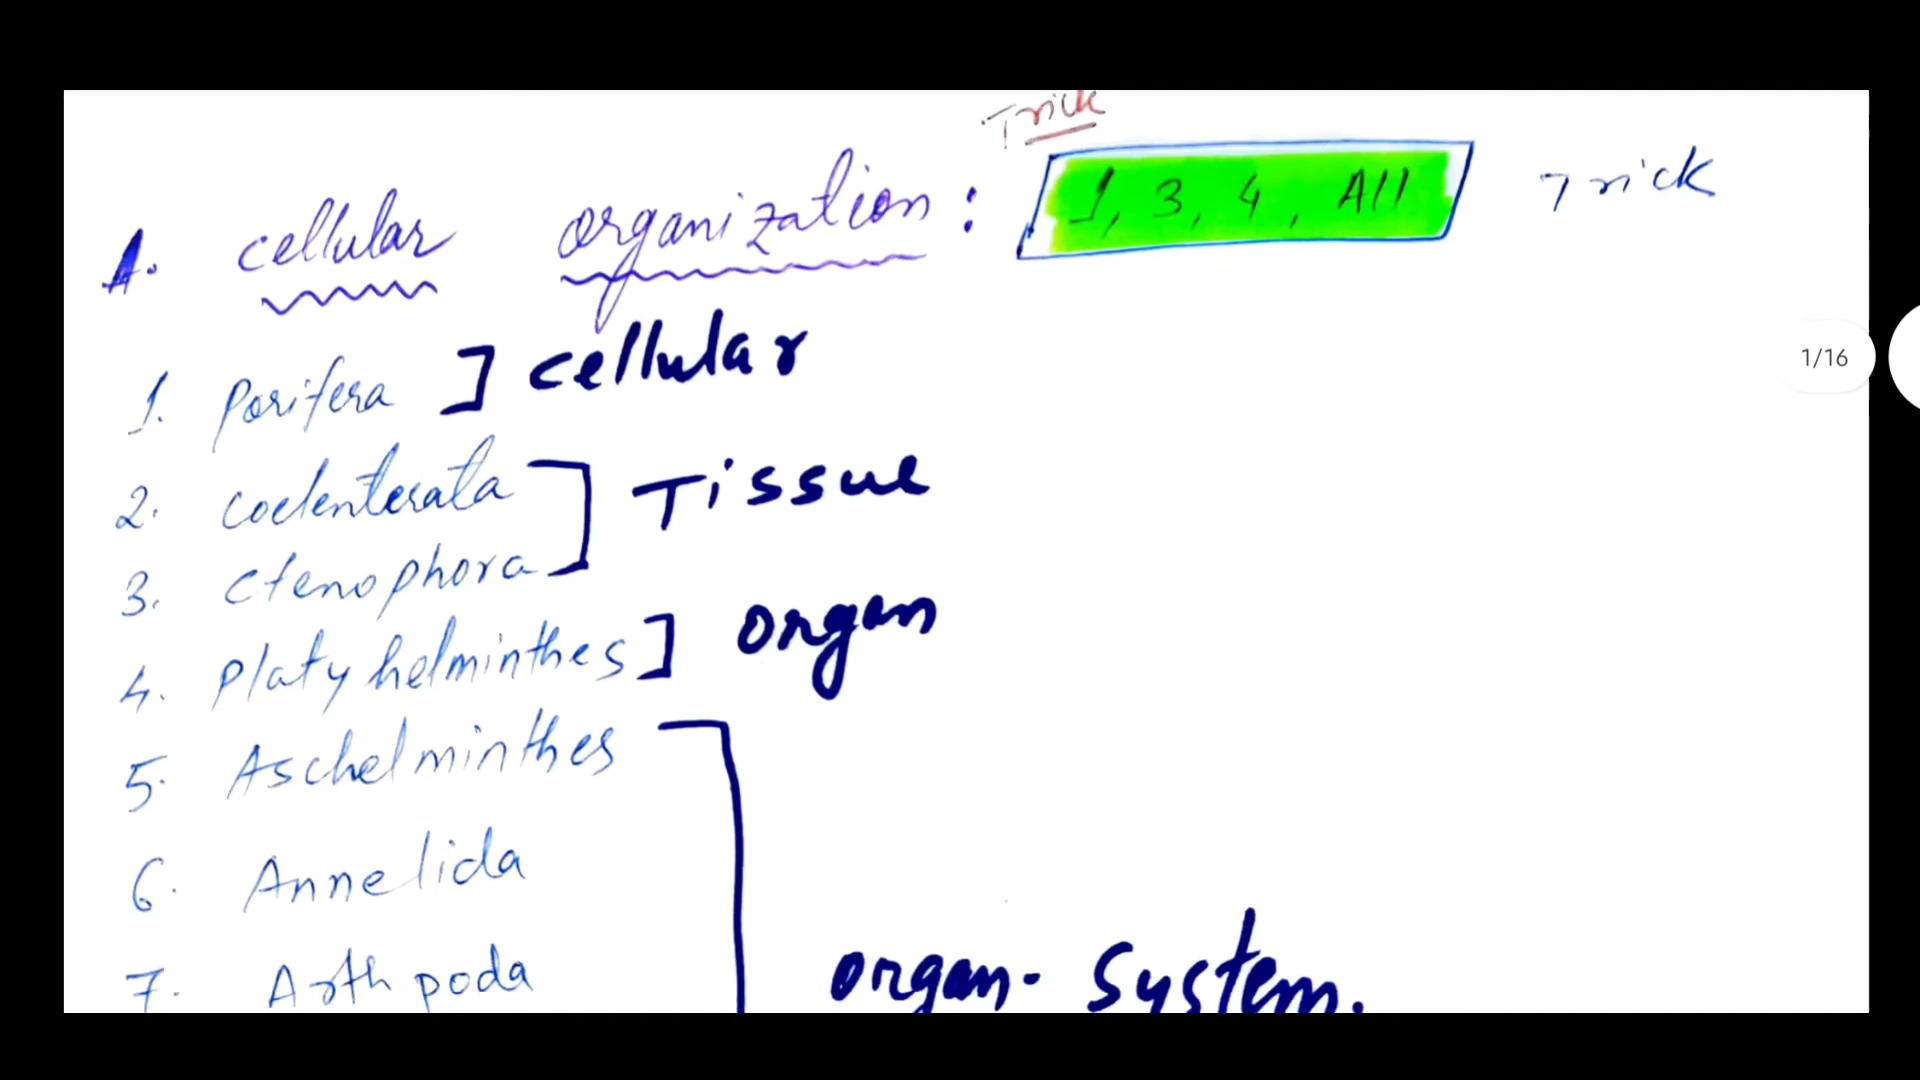 Trick
A. cellular organization : 1, 3, 4, All Trick
1. Porifera ] cellular
2. Coelenterata ] Tissue
3. Ctenophora
4. Platyhelminthes ] organ
5. Aschelminthes
6. Annelida
7. Arthpoda organ - System.
1/16